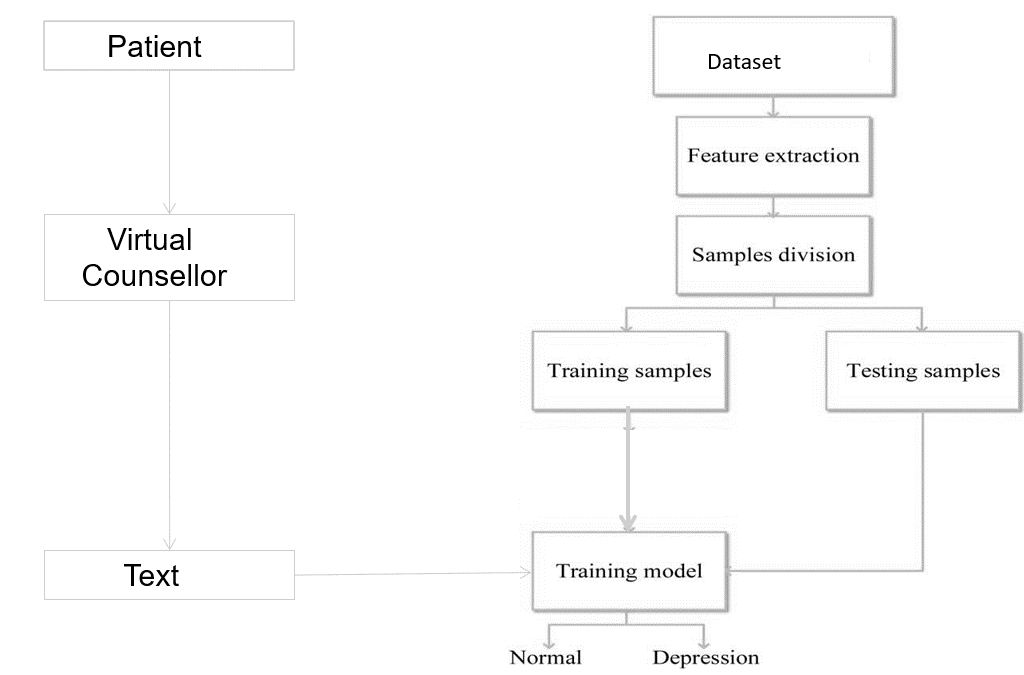 Patient
Dataset
Feature extraction
Virtual
Counsellor
Samples division
Training samples
Testing samples
Text
Training model
Normal
Depression